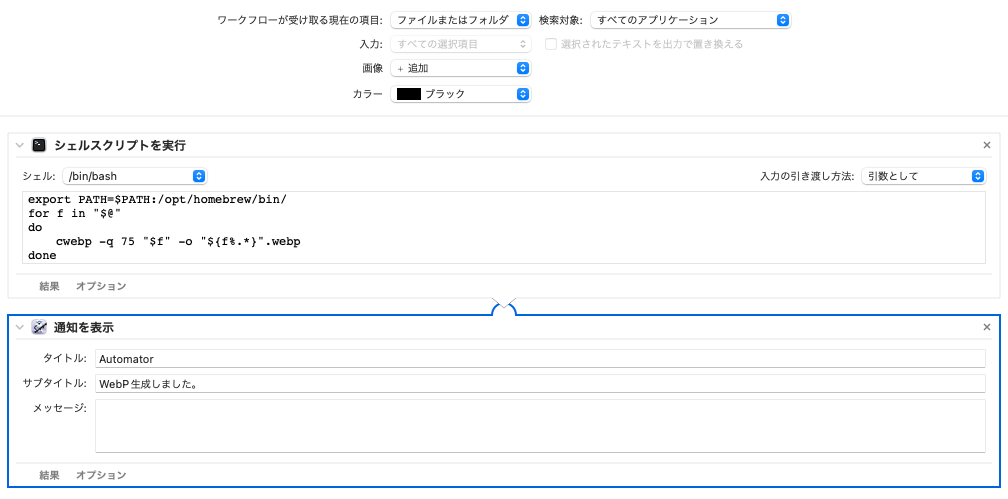 ワークフローが受け取る現在の項目: ファイルまたはフォルダ 検索対象: すべてのアプリケーション
入力: すべての選択項目 選択されたテキストを出力で置き換える
画像 + 追加
カラー ブラック
シェルスクリプトを実行
シェル: /bin/bash 入力の引き渡し方法: 引数として
export PATH=$PATH:/opt/homebrew/bin/
for f in "$@"
do
    cwebp -q 75 "$f" -o "${f%.*}".webp
done
結果 オプション
通知を表示
タイトル: Automator
サブタイトル: WebP 生成しました。
メッセージ:
結果 オプション